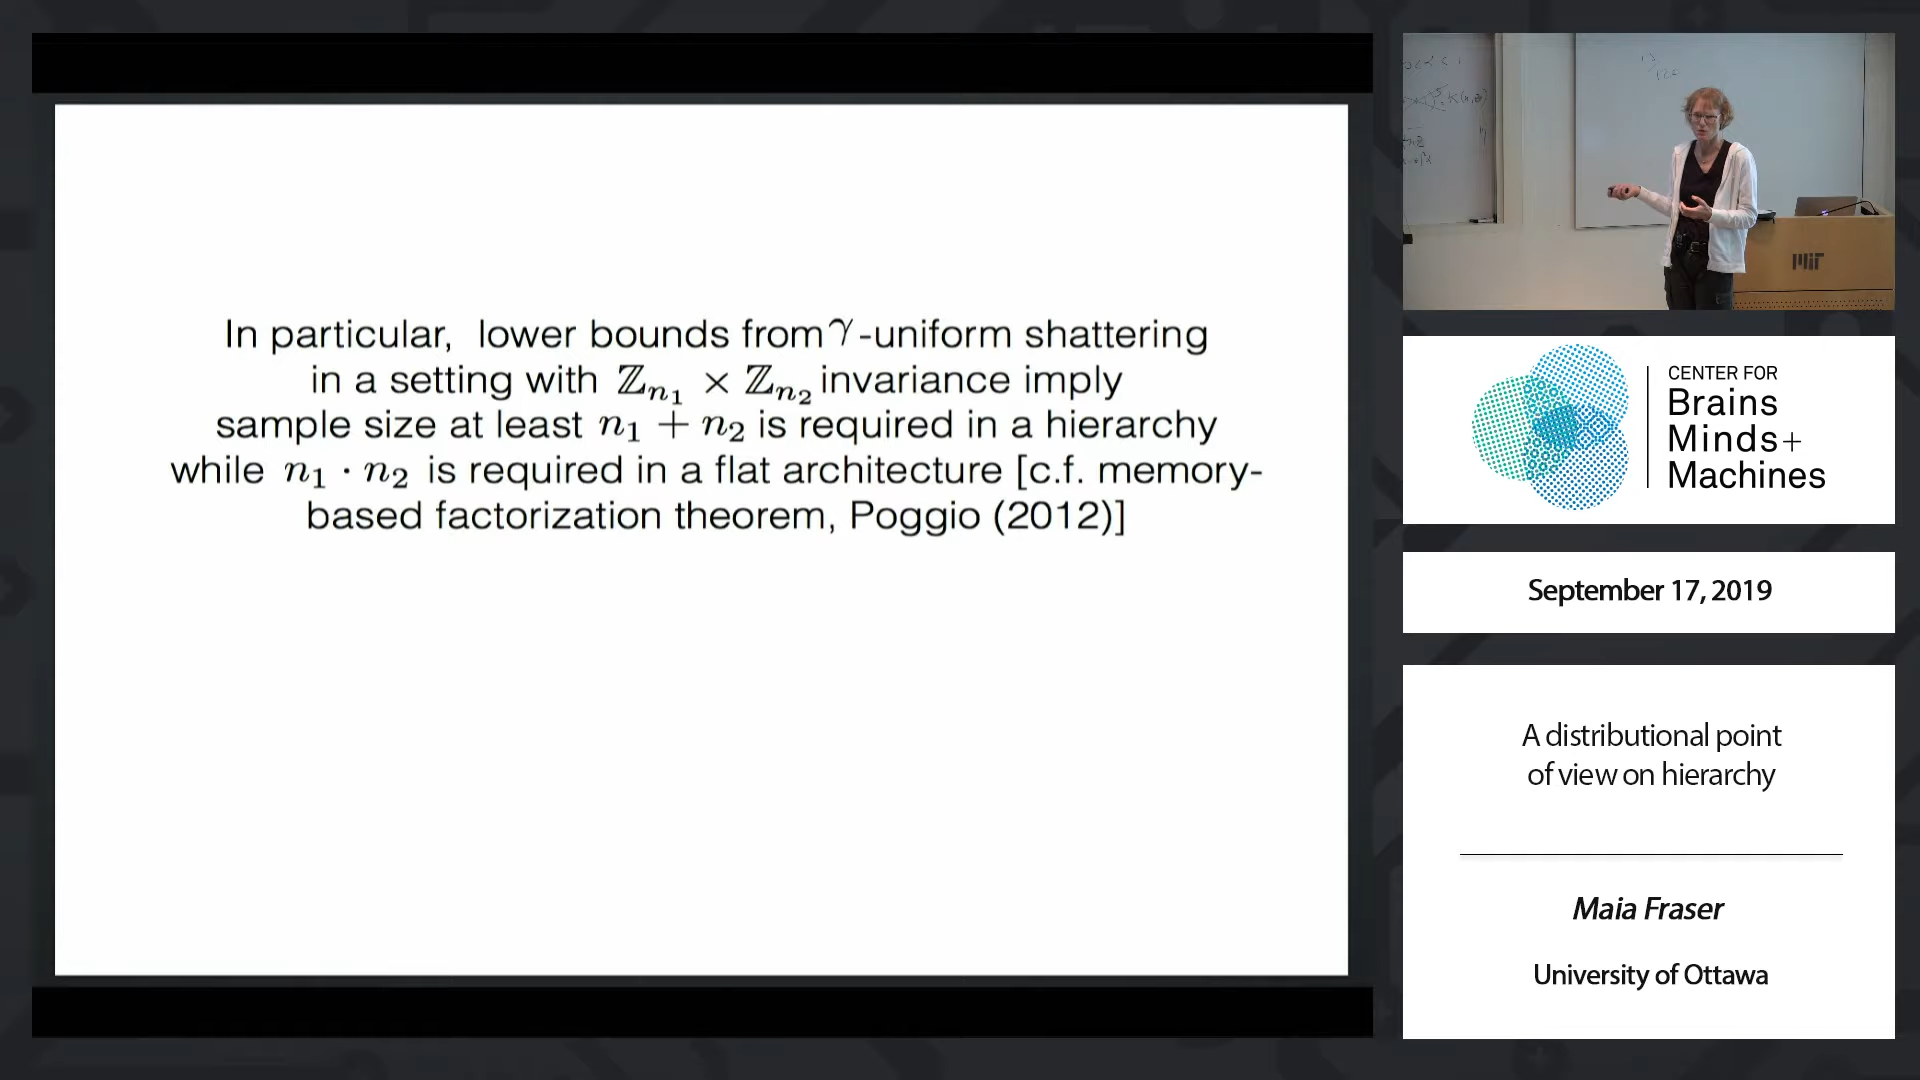 In particular, lower bounds from γ-uniform shattering
in a setting with ℤₙ₁ × ℤₙ₂ invariance imply
sample size at least n₁ + n₂ is required in a hierarchy
while n₁ · n₂ is required in a flat architecture [c.f. memory-
based factorization theorem, Poggio (2012)]
MIT
CENTER FOR
Brains
Minds+
Machines
September 17, 2019
A distributional point
of view on hierarchy
Maia Fraser
University of Ottawa